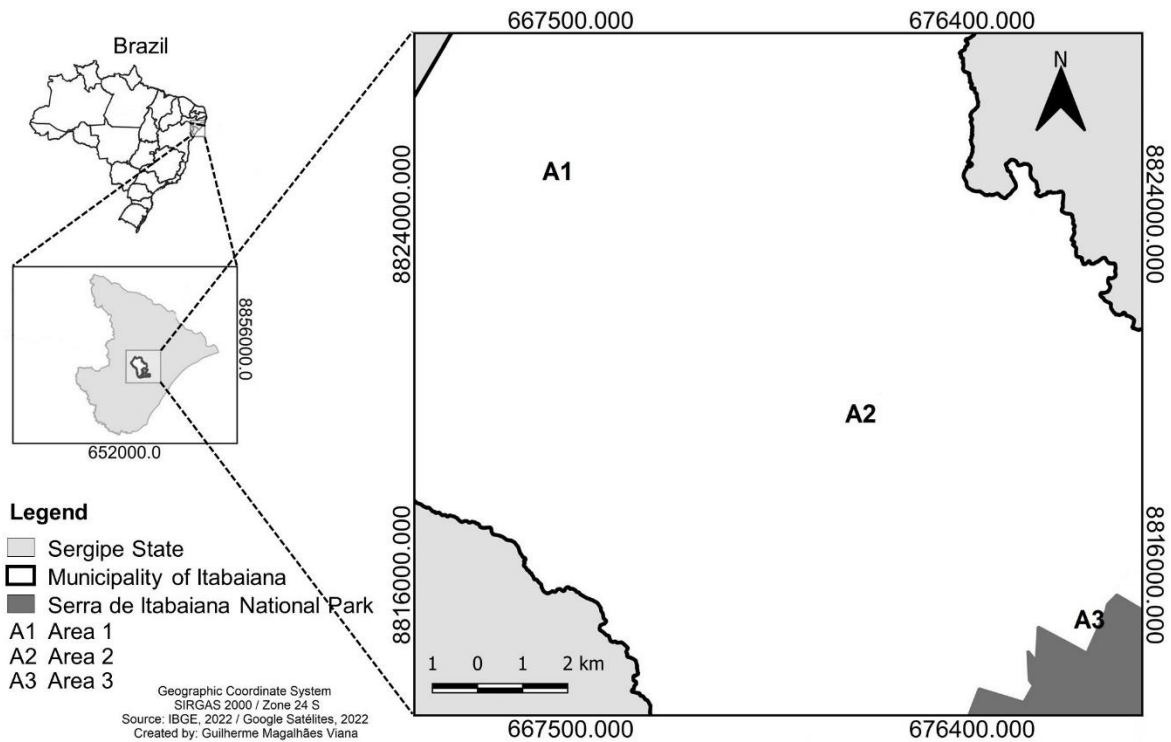 Brazil
8856000.0
652000.0
Legend
Sergipe State
Municipality of Itabaiana
Serra de Itabaiana National Park
A1 Area 1
A2 Area 2
A3 Area 3
Geographic Coordinate System
SIRGAS 2000 / Zone 24 S
Source: IBGE, 2022 / Google Satélites, 2022
Created by: Guilherme Magalhães Viana
667500.000
676400.000
N
A1
8824000.000
8824000.000
A2
8816000.000
8816000.000
A3
1 0 1 2 km
667500.000
676400.000